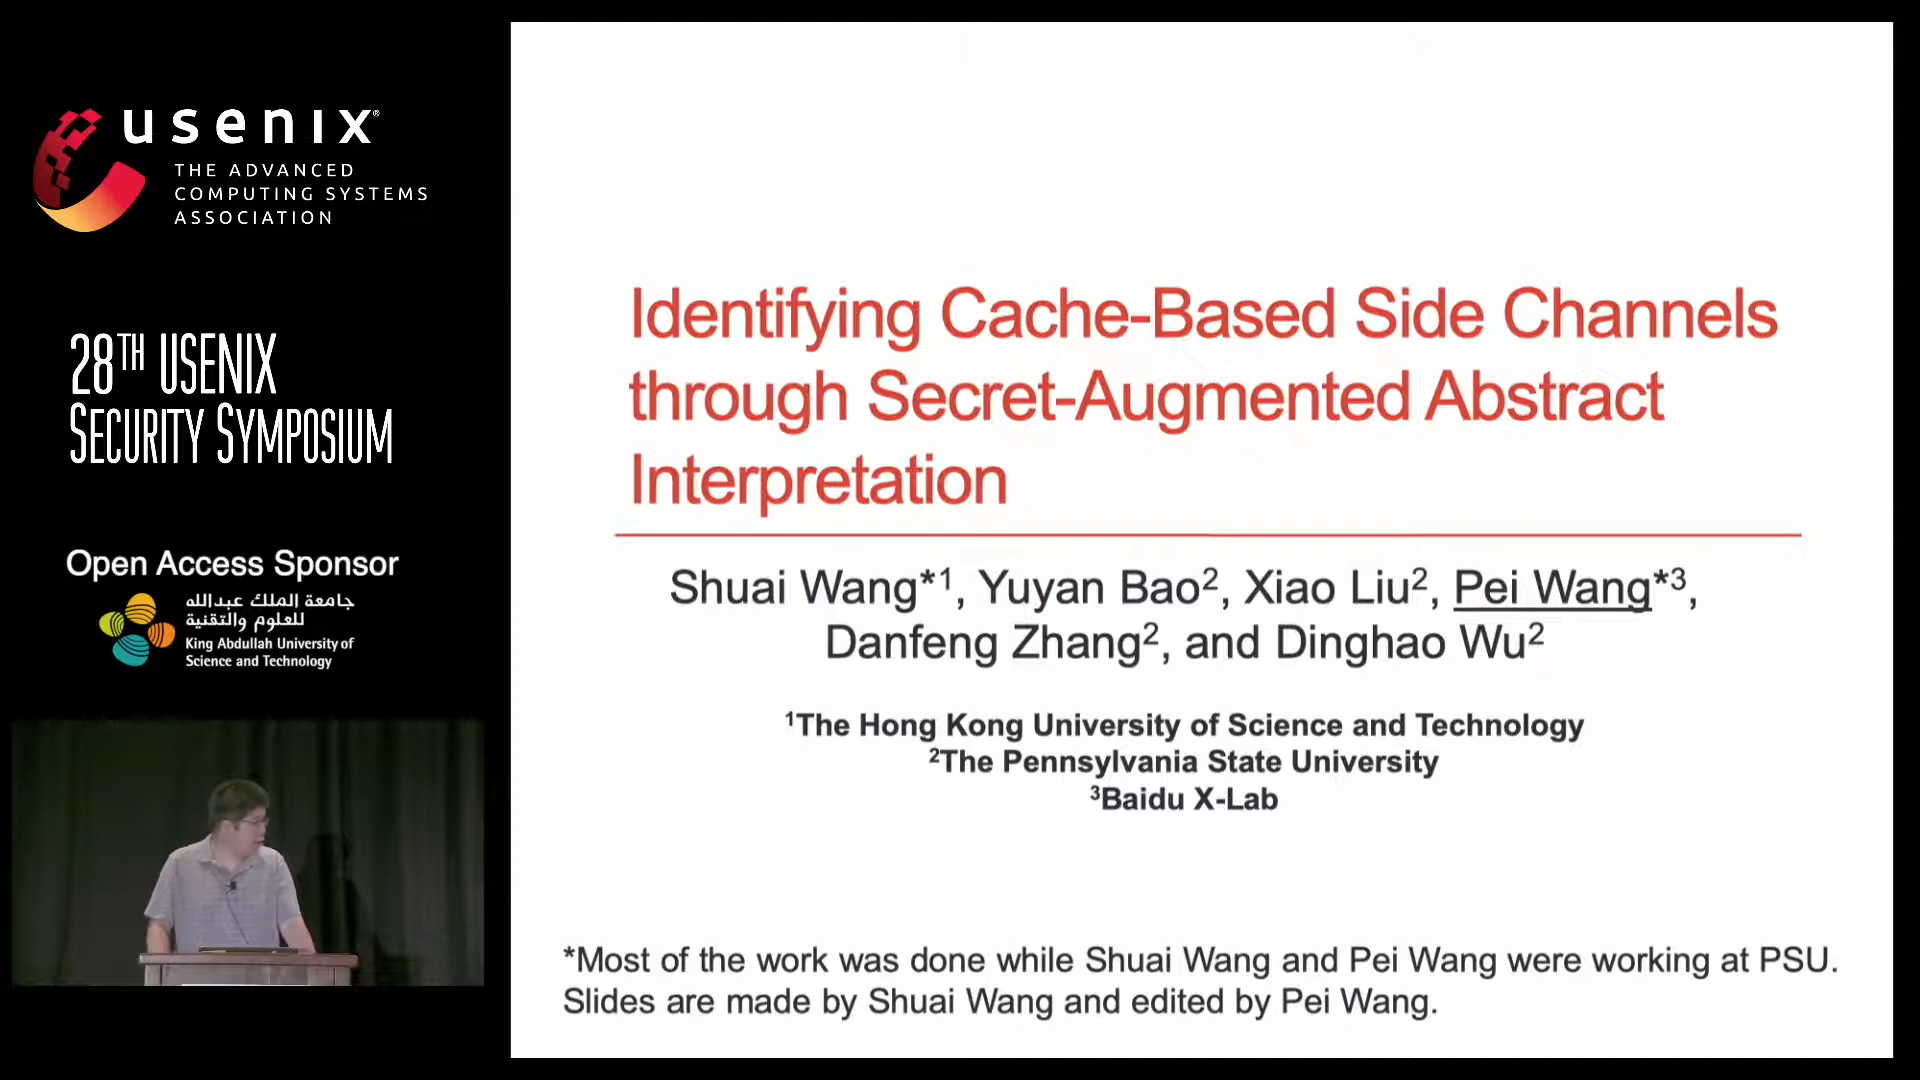 usenix®
THE ADVANCED
COMPUTING SYSTEMS
ASSOCIATION
28TH USENIX
SECURITY SYMPOSIUM
Open Access Sponsor
جامعة الملك عبدالله
للعلوم والتقنية
King Abdullah University of
Science and Technology
Identifying Cache-Based Side Channels
through Secret-Augmented Abstract
Interpretation
Shuai Wang*1, Yuyan Bao2, Xiao Liu2, Pei Wang*3,
Danfeng Zhang2, and Dinghao Wu2
1The Hong Kong University of Science and Technology
2The Pennsylvania State University
3Baidu X-Lab
*Most of the work was done while Shuai Wang and Pei Wang were working at PSU.
Slides are made by Shuai Wang and edited by Pei Wang.